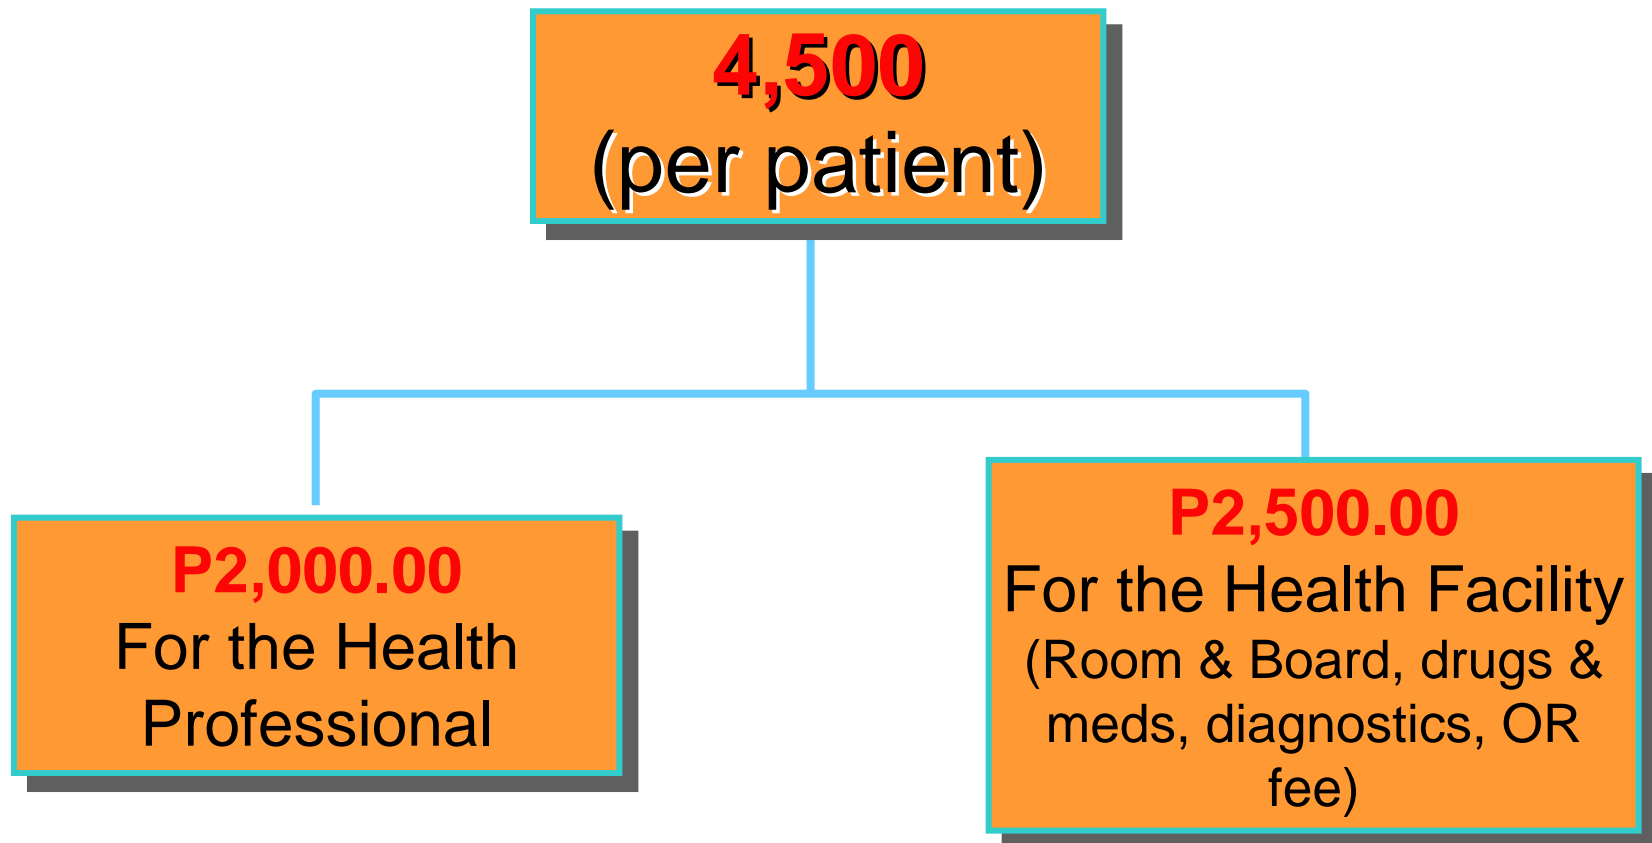 4,500
(per patient)
P2,000.00
For the Health
Professional
P2,500.00
For the Health Facility
(Room & Board, drugs &
meds, diagnostics, OR
fee)